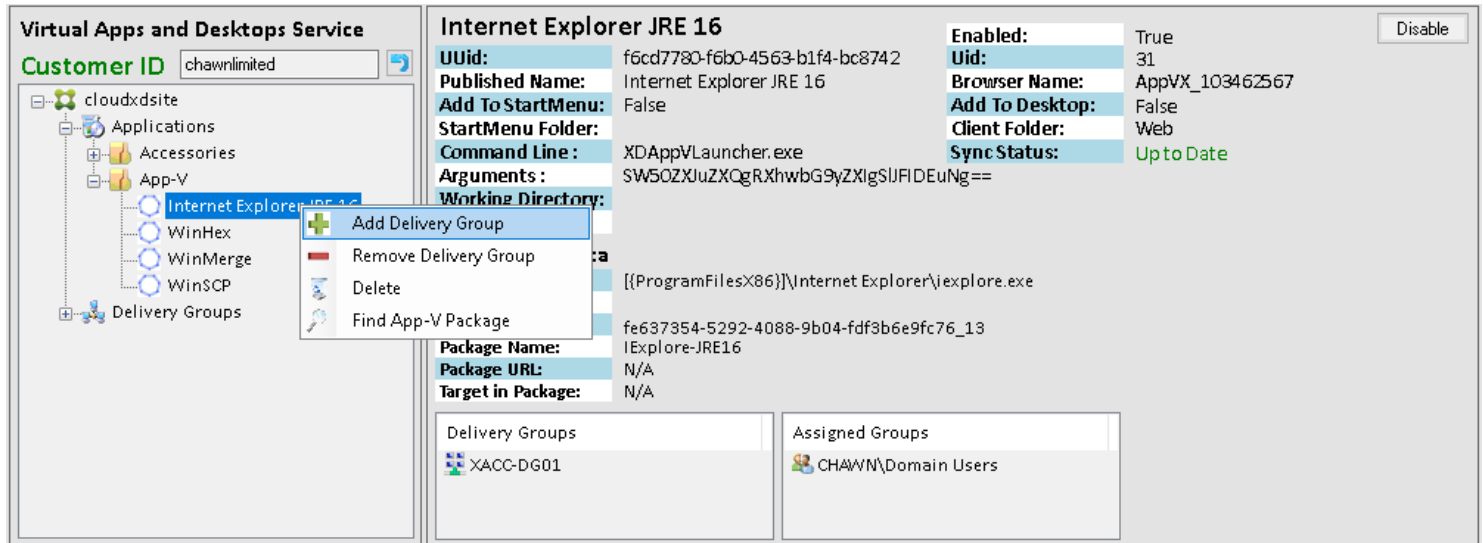 Virtual Apps and Desktops Service
Customer ID chawnlimited
cloudxdsite
Applications
Accessories
App-V
Internet Explorer JRE 16
WinHex
WinMerge
WinSCP
Delivery Groups
Add Delivery Group
Remove Delivery Group
Delete
Find App-V Package
Internet Explorer JRE 16
Disable
UUid: f6cd7780-f6b0-4563-b1f4-bc8742
Published Name: Internet Explorer JRE 16
Add To StartMenu: False
StartMenu Folder:
Command Line : XDAppVLauncher.exe
Arguments : SW50ZXJuZXQgRXhwbG9yZXIgSlJFIDEuNg==
Working Directory:
Enabled: True
Uid: 31
Browser Name: AppVX_103462567
Add To Desktop: False
Client Folder: Web
Sync Status: Up to Date
[{ProgramFilesX86}]\Internet Explorer\iexplore.exe
fe637354-5292-4088-9b04-fdf3b6e9fc76_13
Package Name: IExplore-JRE16
Package URL: N/A
Target in Package: N/A
Delivery Groups
XACC-DG01
Assigned Groups
CHAWN\Domain Users